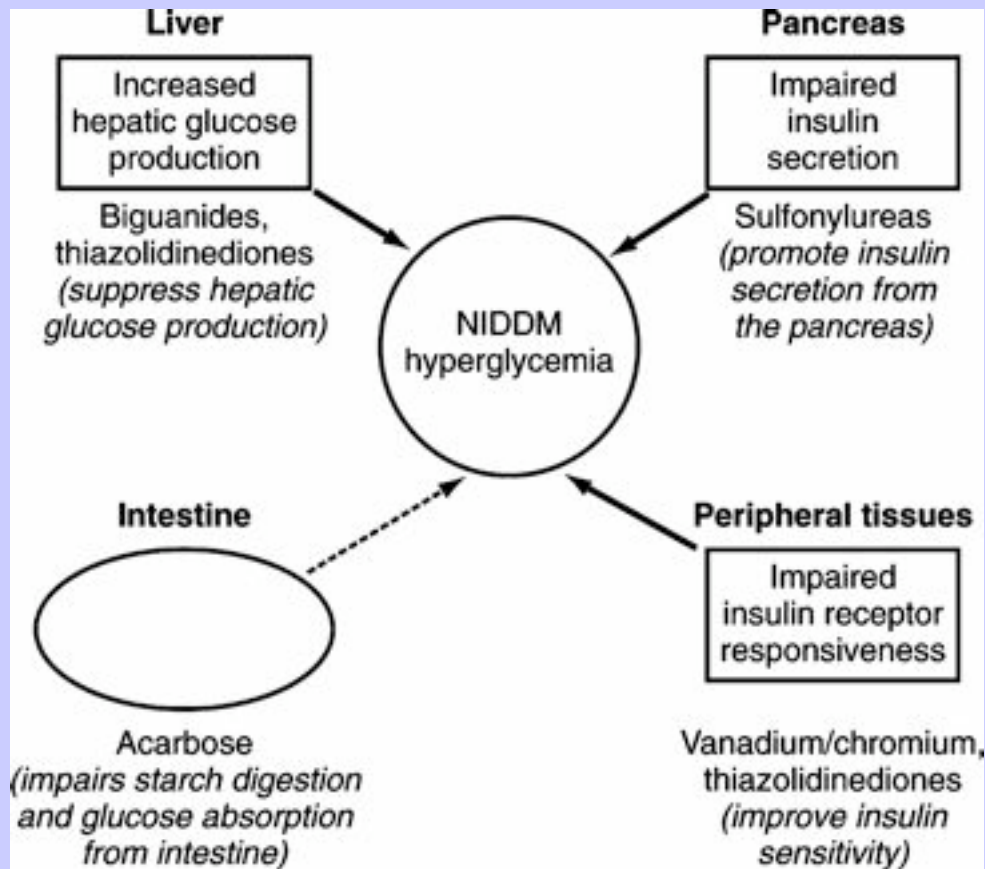 Liver
Increased
hepatic glucose
production
Biguanides,
thiazolidinediones
(suppress hepatic
glucose production)
Pancreas
Impaired
insulin
secretion
Sulfonylureas
(promote insulin
secretion from
the pancreas)
NIDDM
hyperglycemia
Intestine
Acarbose
(impairs starch digestion
and glucose absorption
from intestine)
Peripheral tissues
Impaired
insulin receptor
responsiveness
Vanadium/chromium,
thiazolidinediones
(improve insulin
sensitivity)